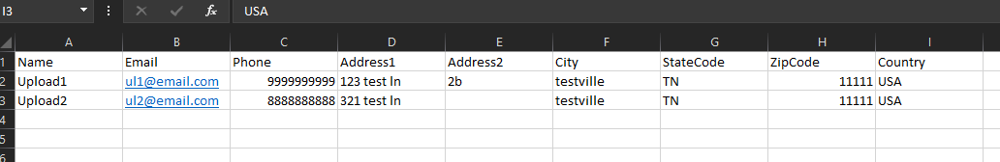 I3 fx USA
A B C D E F G H I
1 Name Email Phone Address1 Address2 City StateCode ZipCode Country
2 Upload1 ul1@email.com 9999999999 123 test ln 2b testville TN 11111 USA
3 Upload2 ul2@email.com 8888888888 321 test ln testville TN 11111 USA
4
5
6